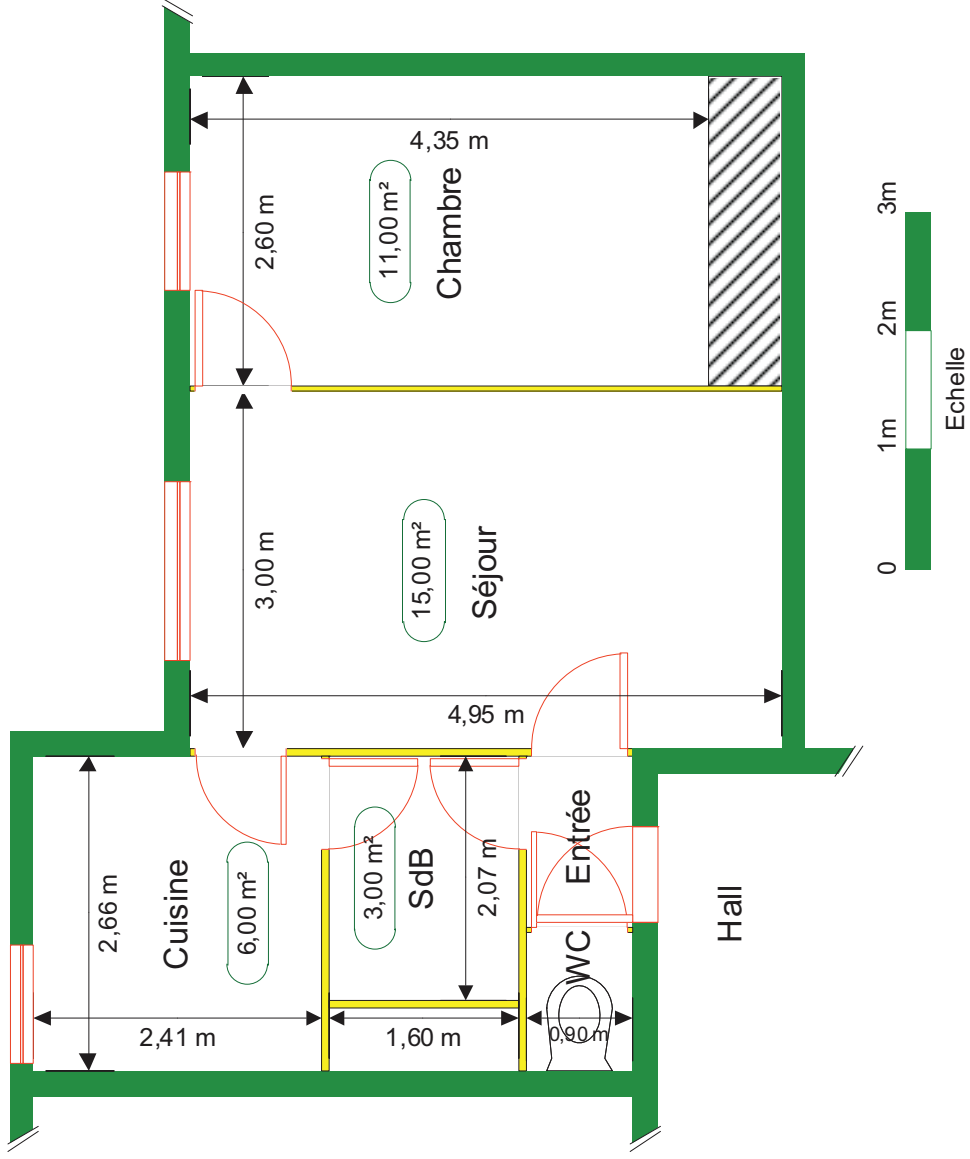 4,35 m
2,60 m
11,00 m²
Chambre
3,00 m
15,00 m²
Séjour
4,95 m
2,66 m
Cuisine
6,00 m²
2,41 m
3,00 m²
SdB
2,07 m
1,60 m
Entrée
WC
0,90 m
Hall
0
1m
2m
3m
Echelle